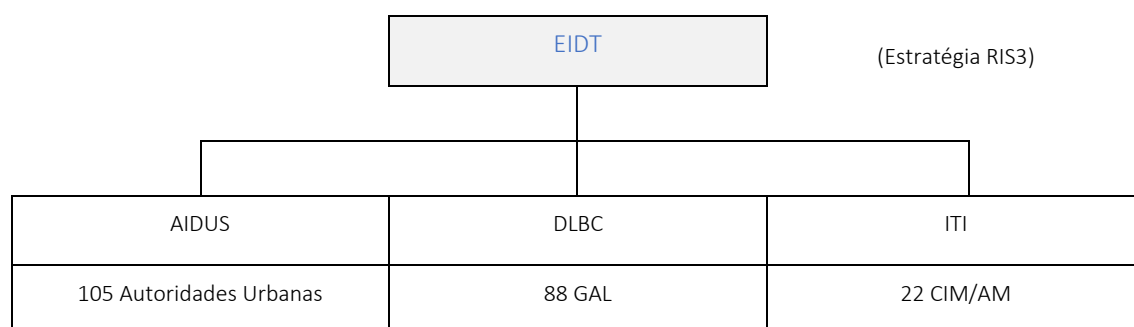 EIDT
(Estratégia RIS3)
AIDUS
DLBC
ITI
105 Autoridades Urbanas
88 GAL
22 CIM/AM